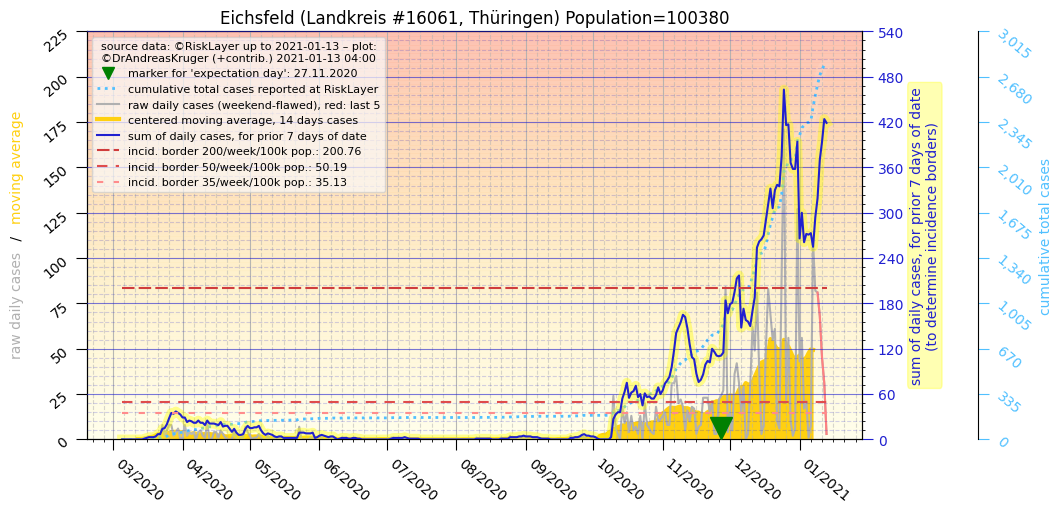 Eichsfeld (Landkreis #16061, Thüringen) Population=100380
source data: ©RiskLayer up to 2021-01-13 – plot:
©DrAndreasKruger (+contrib.) 2021-01-13 04:00
marker for 'expectation day': 27.11.2020
cumulative total cases reported at RiskLayer
raw daily cases (weekend-flawed), red: last 5
centered moving average, 14 days cases
sum of daily cases, for prior 7 days of date
incid. border 200/week/100k pop.: 200.76
incid. border 50/week/100k pop.: 50.19
incid. border 35/week/100k pop.: 35.13
raw daily cases / moving average
225
200
175
150
125
100
75
50
25
0
03/2020
04/2020
05/2020
06/2020
07/2020
08/2020
09/2020
10/2020
11/2020
12/2020
01/2021
540
480
420
360
300
240
180
120
60
0
sum of daily cases, for prior 7 days of date
(to determine incidence borders)
3,015
2,680
2,345
2,010
1,675
1,340
1,005
670
335
0
cumulative total cases